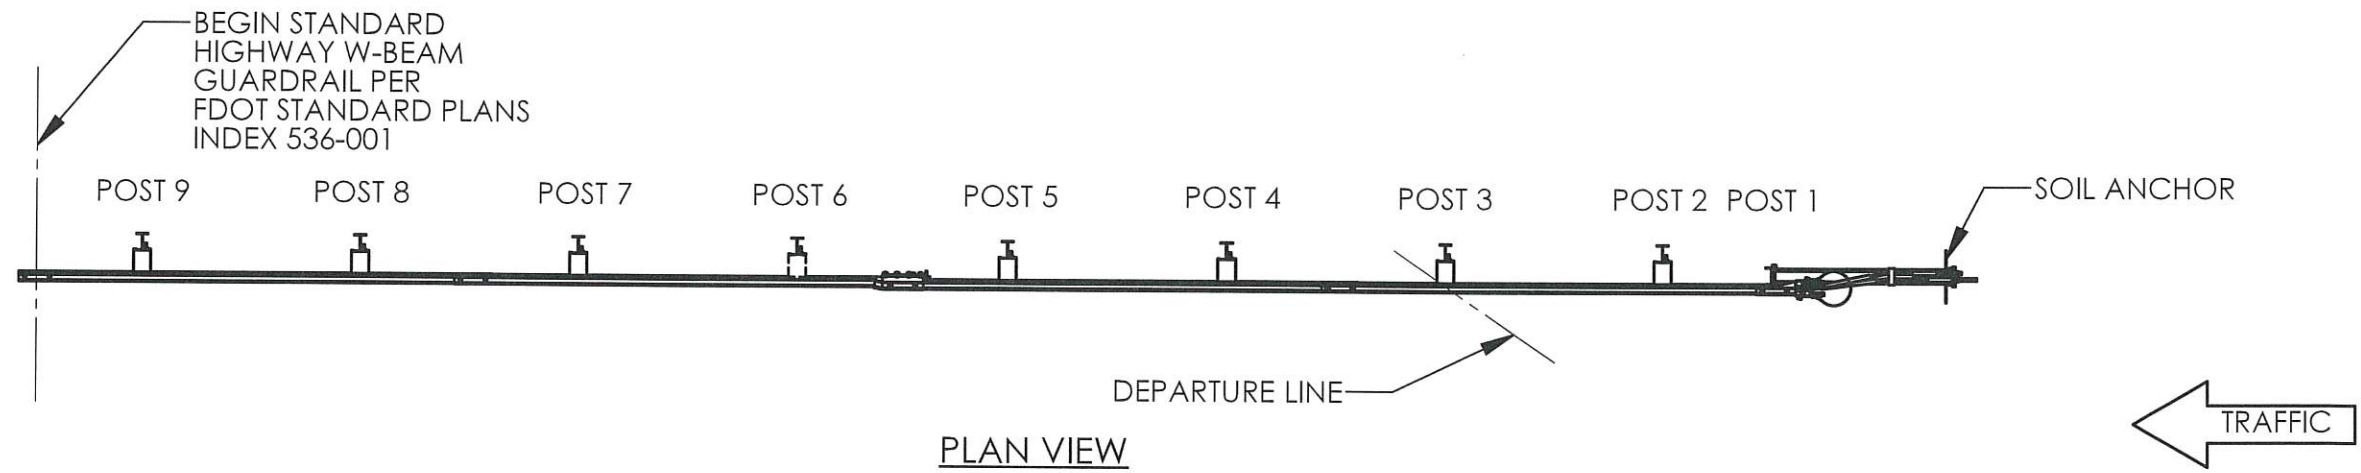 BEGIN STANDARD
HIGHWAY W-BEAM
GUARDRAIL PER
FDOT STANDARD PLANS
INDEX 536-001
POST 9
POST 8
POST 7
POST 6
POST 5
POST 4
POST 3
POST 2
POST 1
SOIL ANCHOR
DEPARTURE LINE
TRAFFIC
PLAN VIEW